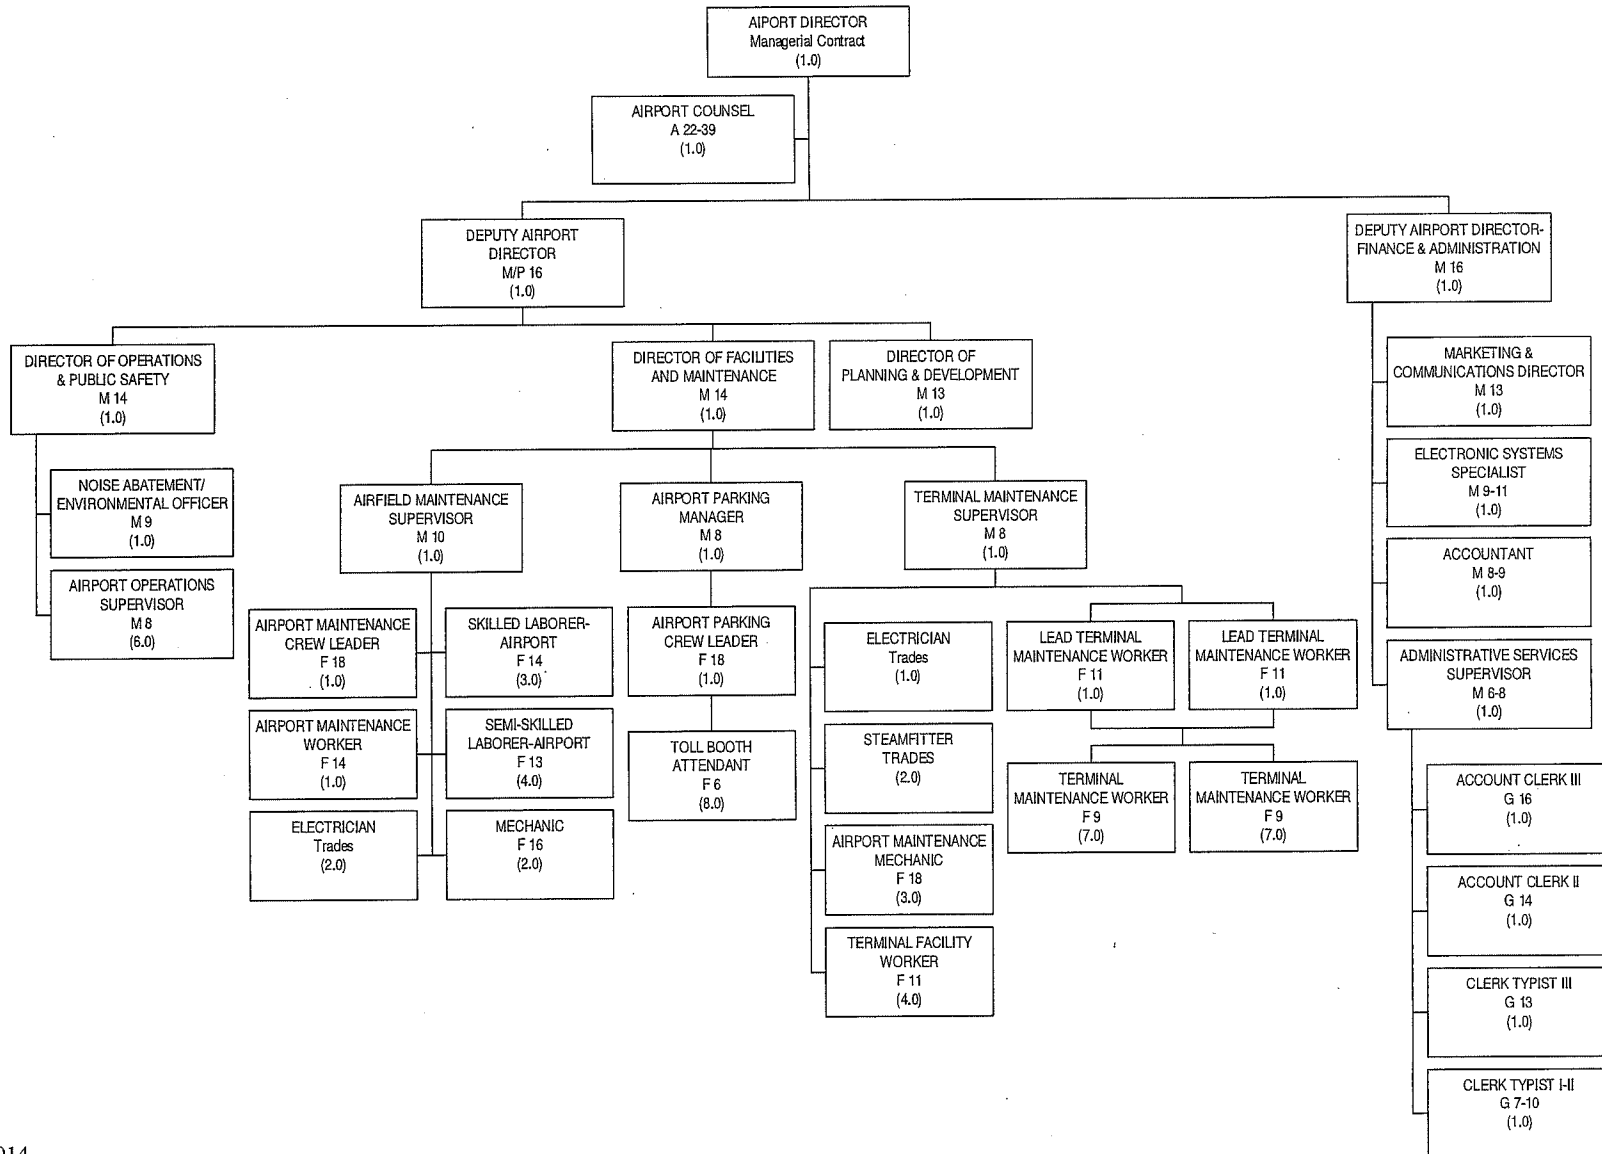 AIPORT DIRECTOR
Managerial Contract
(1.0)
AIRPORT COUNSEL
A 22-39
(1.0)
DEPUTY AIRPORT
DIRECTOR
M/P 16
(1.0)
DEPUTY AIRPORT DIRECTOR-
FINANCE & ADMINISTRATION
M 16
(1.0)
DIRECTOR OF OPERATIONS
& PUBLIC SAFETY
M 14
(1.0)
DIRECTOR OF FACILITIES
AND MAINTENANCE
M 14
(1.0)
DIRECTOR OF
PLANNING & DEVELOPMENT
M 13
(1.0)
MARKETING &
COMMUNICATIONS DIRECTOR
M 13
(1.0)
NOISE ABATEMENT/
ENVIRONMENTAL OFFICER
M 9
(1.0)
AIRPORT OPERATIONS
SUPERVISOR
M 8
(6.0)
AIRFIELD MAINTENANCE
SUPERVISOR
M 10
(1.0)
AIRPORT PARKING
MANAGER
M 8
(1.0)
TERMINAL MAINTENANCE
SUPERVISOR
M 8
(1.0)
ELECTRONIC SYSTEMS
SPECIALIST
M 9-11
(1.0)
ACCOUNTANT
M 8-9
(1.0)
ADMINISTRATIVE SERVICES
SUPERVISOR
M 6-8
(1.0)
AIRPORT MAINTENANCE
CREW LEADER
F 18
(1.0)
SKILLED LABORER-
AIRPORT
F 14
(3.0)
AIRPORT MAINTENANCE
WORKER
F 14
(1.0)
SEMI-SKILLED
LABORER-AIRPORT
F 13
(4.0)
ELECTRICIAN
Trades
(2.0)
MECHANIC
F 16
(2.0)
AIRPORT PARKING
CREW LEADER
F 18
(1.0)
TOLL BOOTH
ATTENDANT
F 6
(8.0)
ELECTRICIAN
Trades
(1.0)
STEAMFITTER
TRADES
(2.0)
AIRPORT MAINTENANCE
MECHANIC
F 18
(3.0)
TERMINAL FACILITY
WORKER
F 11
(4.0)
LEAD TERMINAL
MAINTENANCE WORKER
F 11
(1.0)
LEAD TERMINAL
MAINTENANCE WORKER
F 11
(1.0)
TERMINAL
MAINTENANCE WORKER
F 9
(7.0)
TERMINAL
MAINTENANCE WORKER
F 9
(7.0)
ACCOUNT CLERK III
G 16
(1.0)
ACCOUNT CLERK II
G 14
(1.0)
CLERK TYPIST III
G 13
(1.0)
CLERK TYPIST I-II
G 7-10
(1.0)